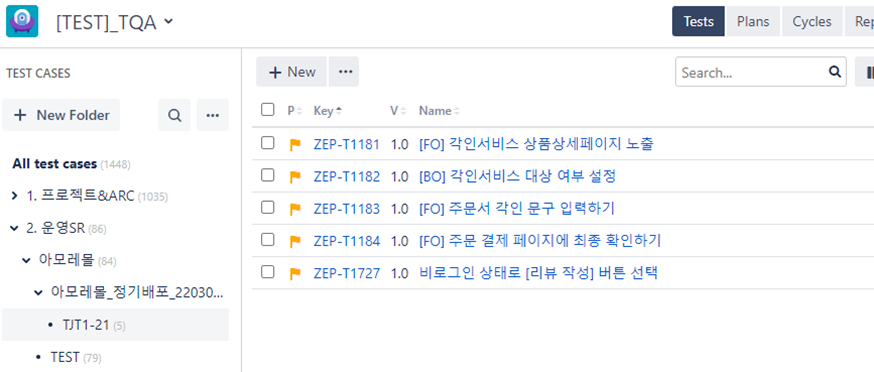 [TEST]_TQA
Tests Plans Cycles Rep
TEST CASES
+ New Folder
All test cases (1448)
1. 프로젝트&ARC (1035)
2. 운영SR (86)
아모레몰 (84)
아모레몰_정기배포_22030...
TJT1-21 (5)
TEST (79)
+ New
Search...
P Key V Name
ZEP-T1181 1.0 [FO] 각인서비스 상품상세페이지 노출
ZEP-T1182 1.0 [BO] 각인서비스 대상 여부 설정
ZEP-T1183 1.0 [FO] 주문서 각인 문구 입력하기
ZEP-T1184 1.0 [FO] 주문 결제 페이지에 최종 확인하기
ZEP-T1727 1.0 비로그인 상태로 [리뷰 작성] 버튼 선택